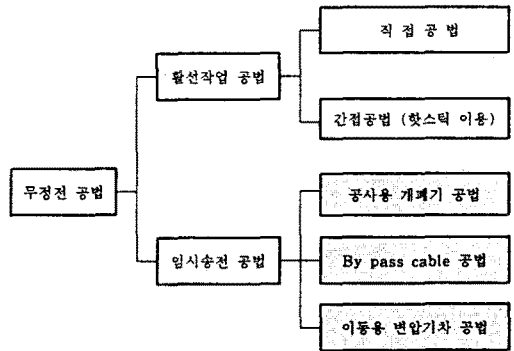 무정전 공법
활선작업 공법
직 접 공 법
간접공법 (핫스틱 이용)
임시송전 공법
공사용 개폐기 공법
By pass cable 공법
이동용 변압기차 공법